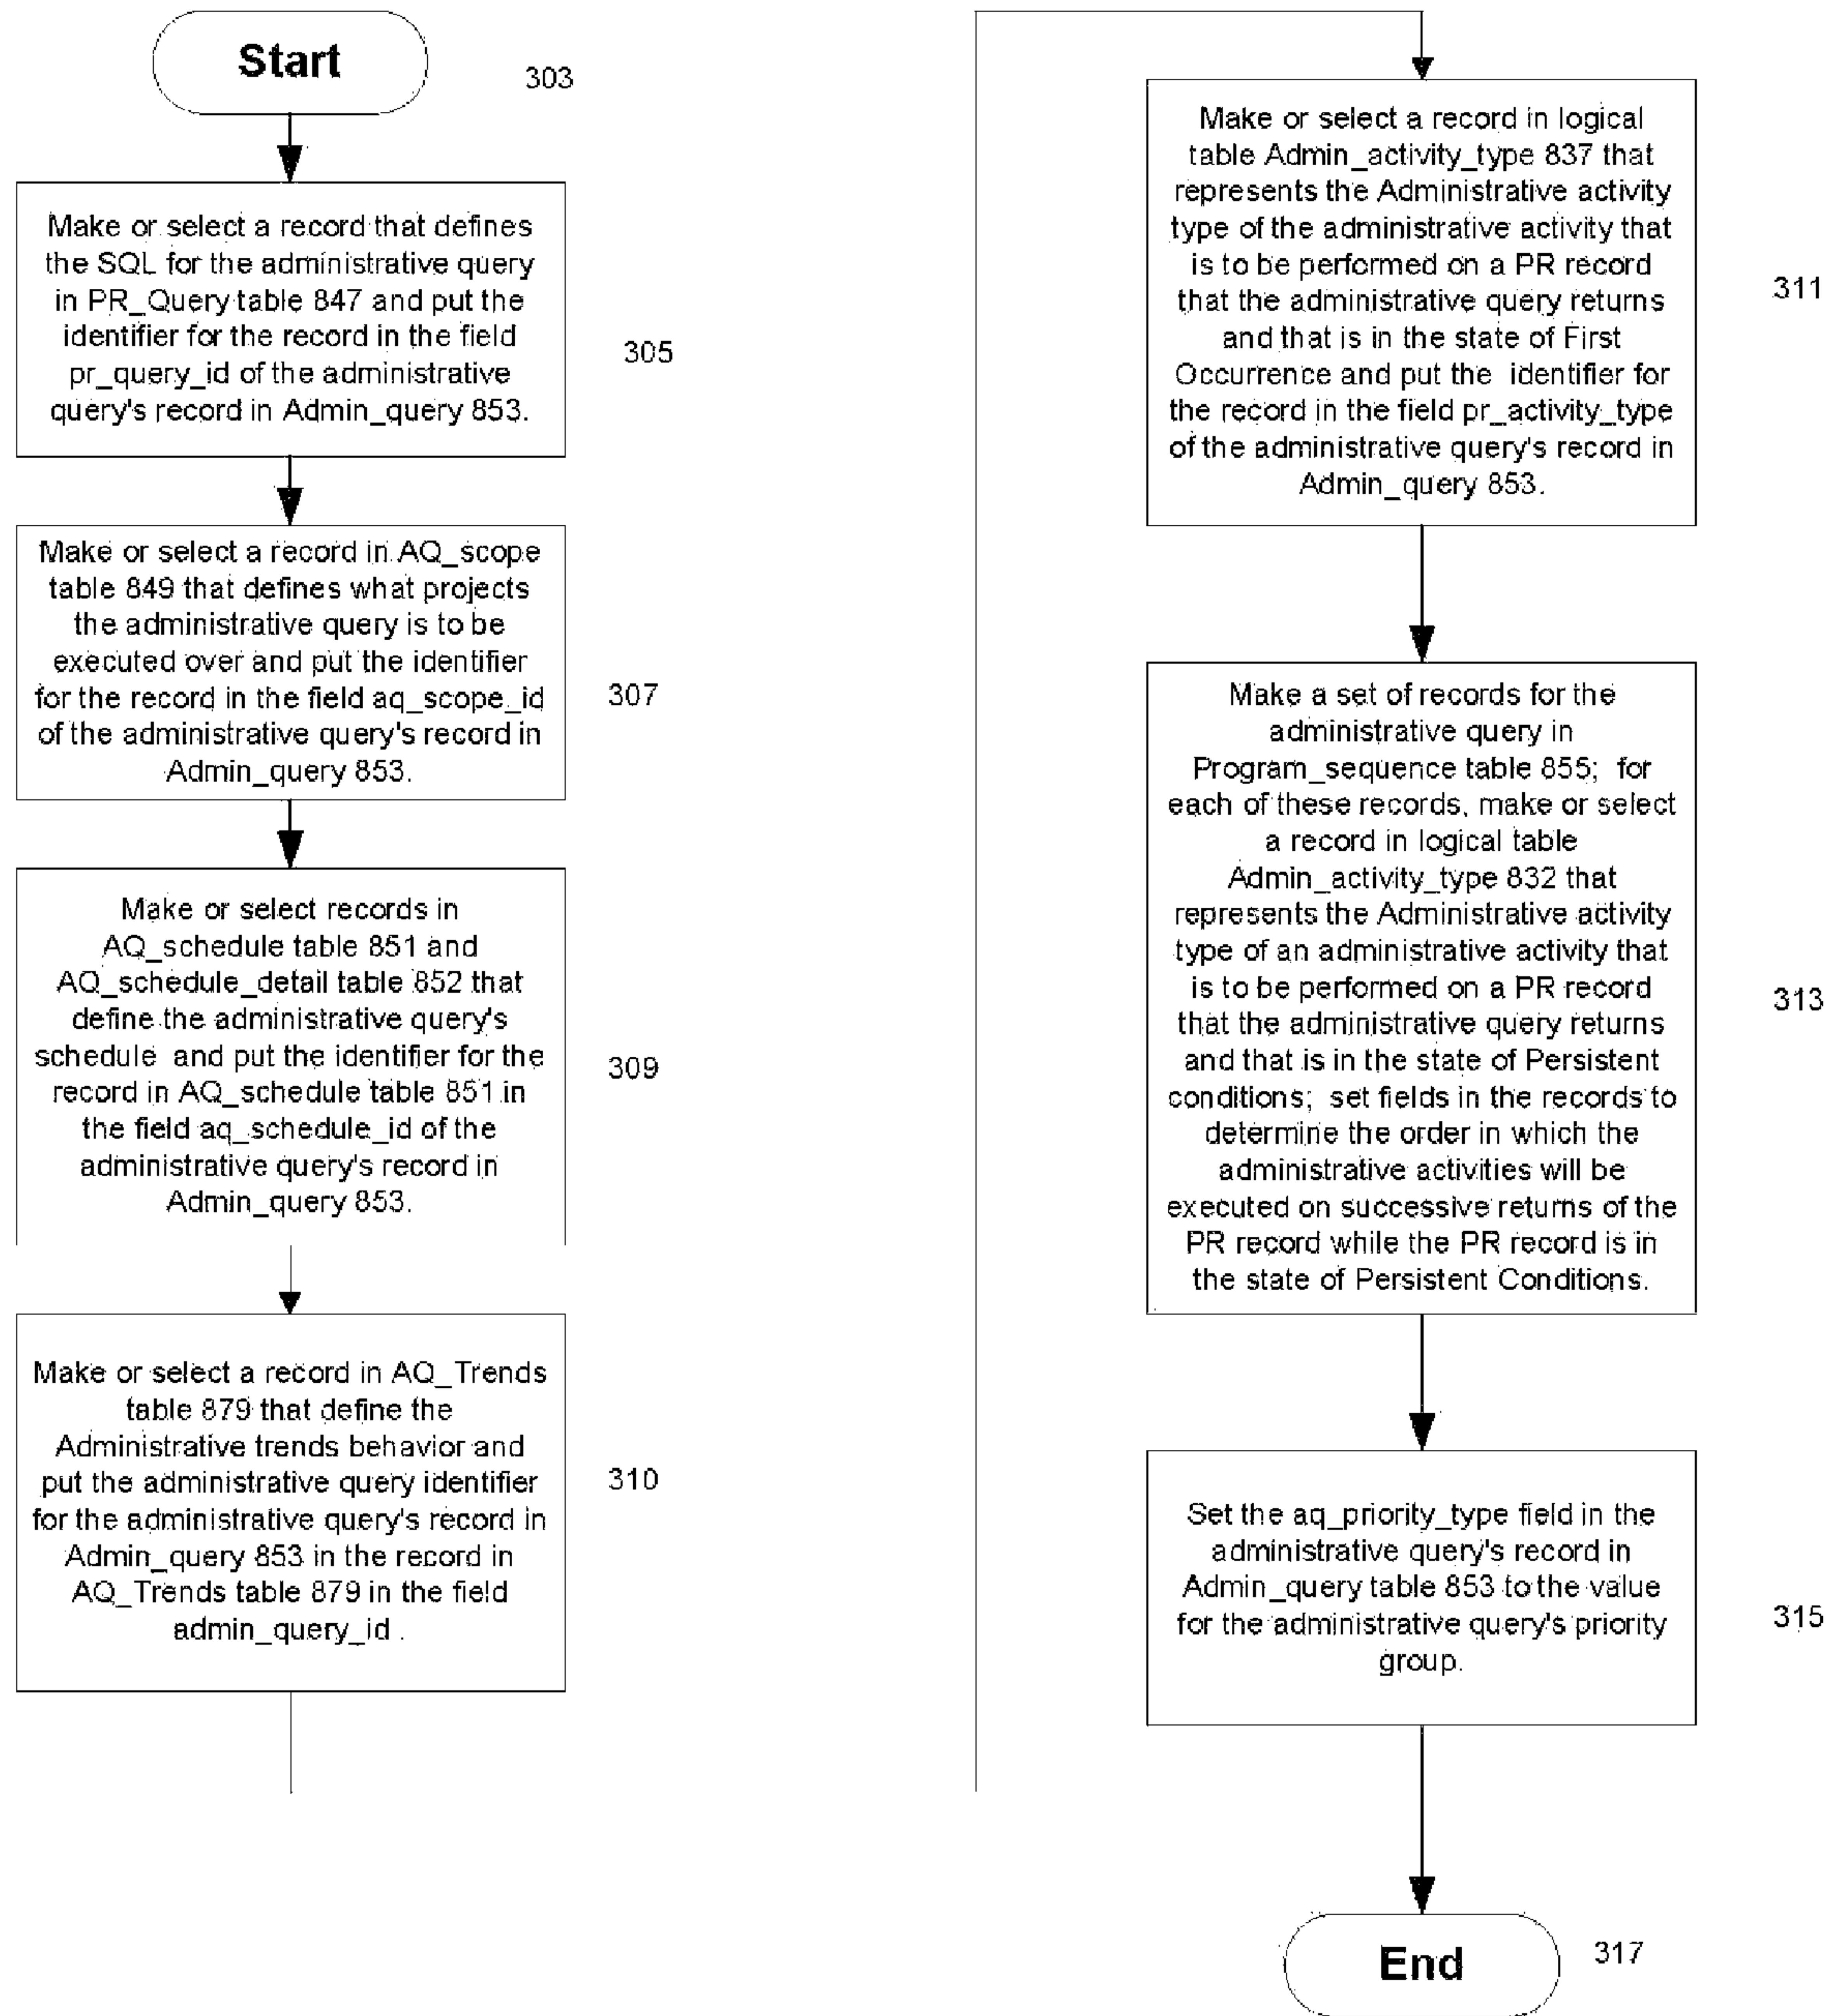 Start
303
Make or select a record that defines
the SQL for the administrative query
in PR_Query table 847 and put the
identifier for the record in the field
pr_query_id of the administrative
query's record in Admin_query 853.
305
Make or select a record in AQ_scope
table 849 that defines what projects
the administrative query is to be
executed over and put the identifier
for the record in the field aq_scope_id
of the administrative query's record in
Admin_query 853.
307
Make or select records in
AQ_schedule table 851 and
AQ_schedule_detail table 852 that
define the administrative query's
schedule and put the identifier for the
record in AQ_schedule table 851 in
the field aq_schedule_id of the
administrative query's record in
Admin_query 853.
309
Make or select a record in AQ_Trends
table 879 that define the
Administrative trends behavior and
put the administrative query identifier
for the administrative query's record in
Admin_query 853 in the record in
AQ_Trends table 879 in the field
admin_query_id .
310
Make or select a record in logical
table Admin_activity_type 837 that
represents the Administrative activity
type of the administrative activity that
is to be performed on a PR record
that the administrative query returns
and that is in the state of First
Occurrence and put the identifier for
the record in the field pr_activity_type
of the administrative query's record in
Admin_query 853.
311
Make a set of records for the
administrative query in
Program_sequence table 855; for
each of these records, make or select
a record in logical table
Admin_activity_type 832 that
represents the Administrative activity
type of an administrative activity that
is to be performed on a PR record
that the administrative query returns
and that is in the state of Persistent
conditions; set fields in the records to
determine the order in which the
administrative activities will be
executed on successive returns of the
PR record while the PR record is in
the state of Persistent Conditions.
313
Set the aq_priority_type field in the
administrative query's record in
Admin_query table 853 to the value
for the administrative query's priority
group.
315
End
317